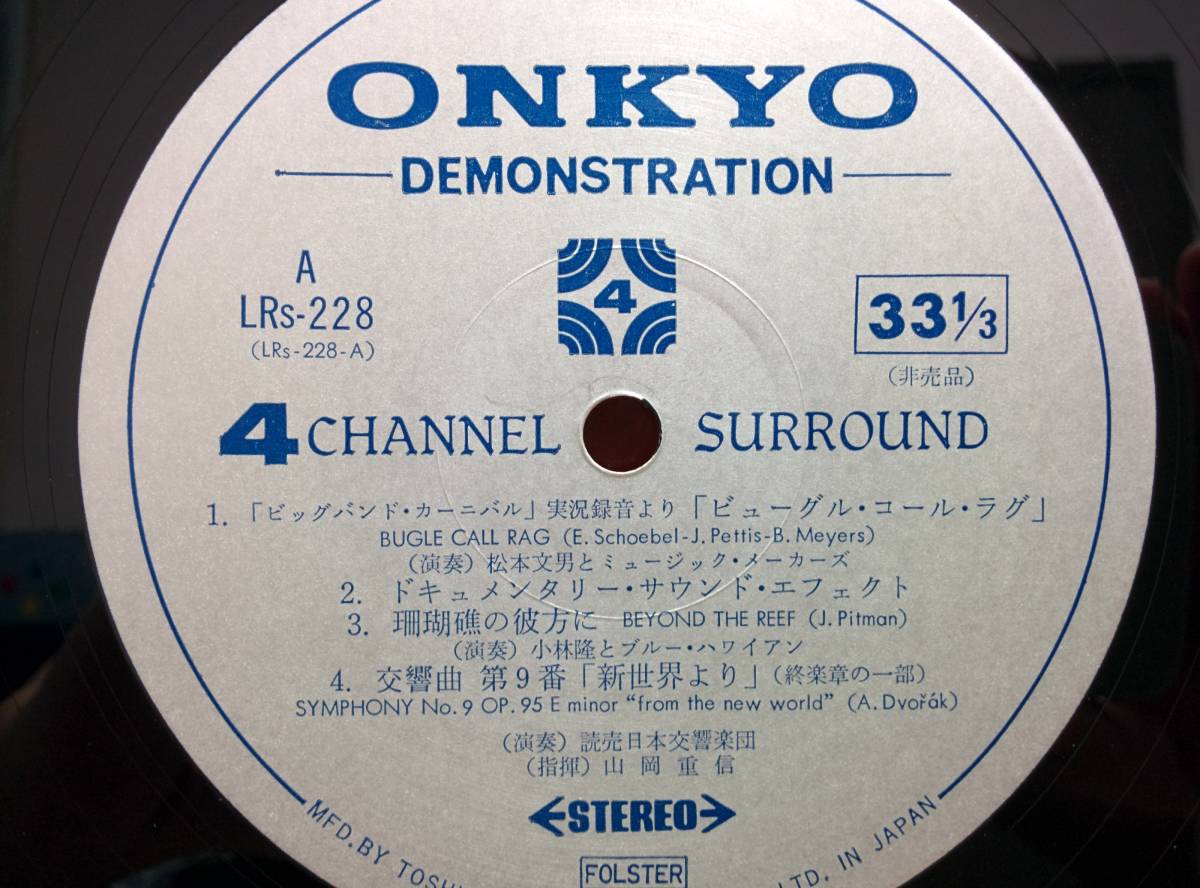 ONKYO
DEMONSTRATION
4
A
LRs-228
(LRs-228-A)
33⅓
(非売品)
4 CHANNEL SURROUND
1. 「ビッグバンド・カーニバル」実況録音より「ビューグル・コール・ラグ」
BUGLE CALL RAG (E. Schoebel-J. Pettis-B. Meyers)
(演奏) 松本文男とミュージック・メーカーズ
2. ドキュメンタリー・サウンド・エフェクト
3. 珊瑚礁の彼方に BEYOND THE REEF (J. Pitman)
(演奏) 小林隆とブルー・ハワイアン
4. 交響曲 第9番「新世界より」(終楽章の一部)
SYMPHONY No. 9 OP. 95 E minor "from the new world" (A. Dvořák)
(演奏) 読売日本交響楽団
(指揮) 山岡重信
STEREO
FOLSTER
MFD. BY LTD. IN JAPAN